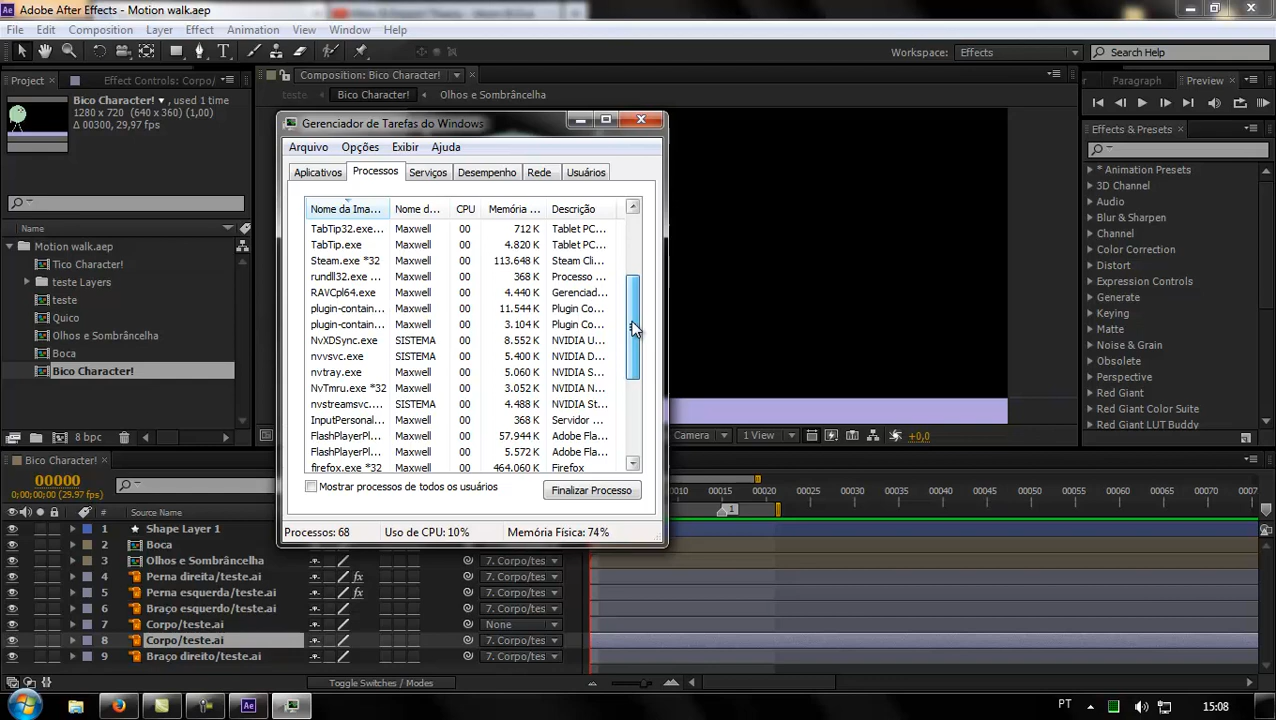 Adobe After Effects - Motion walk.aep
File Edit Composition Layer Effect Animation View Window Help
Workspace: Effects
Search Help
Project
Effect Controls: Corpo/
Composition: Bico Character!
Paragraph
Preview
Bico Character! ▼, used 1 time
1280 x 720 (640 x 360) (1,00)
Δ 00300, 29,97 fps
teste
Bico Character!
Olhos e Sombrâncelha
Effects & Presets
* Animation Presets
3D Channel
Audio
Blur & Sharpen
Channel
Color Correction
Distort
Expression Controls
Generate
Keying
Matte
Noise & Grain
Obsolete
Perspective
Red Giant
Red Giant Color Suite
Red Giant LUT Buddy
Name
Motion walk.aep
Tico Character!
teste Layers
teste
Quico
Olhos e Sombrâncelha
Boca
Bico Character!
8 bpc
Gerenciador de Tarefas do Windows
Arquivo Opções Exibir Ajuda
Aplicativos Processos Serviços Desempenho Rede Usuários
Nome da Ima... Nome d... CPU Memória ... Descrição
TabTip32.exe... Maxwell 00 712 K Tablet PC...
TabTip.exe Maxwell 00 4.820 K Tablet PC...
Steam.exe *32 Maxwell 00 113.648 K Steam Cli...
rundll32.exe ... Maxwell 00 368 K Processo ...
RAVCpl64.exe Maxwell 00 4.440 K Gerenciad...
plugin-contain... Maxwell 00 11.544 K Plugin Co...
plugin-contain... Maxwell 00 3.104 K Plugin Co...
NvXDSync.exe SISTEMA 00 8.552 K NVIDIA U...
nvvsvc.exe SISTEMA 00 5.400 K NVIDIA D...
nvtray.exe Maxwell 00 5.060 K NVIDIA S...
NvTmru.exe *32 Maxwell 00 3.052 K NVIDIA N...
nvstreamsvc.... SISTEMA 00 4.488 K NVIDIA St...
InputPersonal... Maxwell 00 368 K Servidor ...
FlashPlayerPl... Maxwell 00 57.944 K Adobe Fla...
FlashPlayerPl... Maxwell 00 5.572 K Adobe Fla...
firefox.exe *32 Maxwell 00 464.060 K Firefox
Mostrar processos de todos os usuários
Finalizar Processo
Processos: 68 Uso de CPU: 10% Memória Física: 74%
Camera
1 View
+0,0
Bico Character!
00000
0;00;00;00 (29.97 fps)
00010 00015 00020 00025 00030 00035 00040 00045 00050 00055 00060 00065 00070 0007
1
# Source Name
1 Shape Layer 1
2 Boca
3 Olhos e Sombrâncelha 7. Corpo/tes
4 Perna direita/teste.ai fx 7. Corpo/tes
5 Perna esquerda/teste.ai fx 7. Corpo/tes
6 Braço esquerdo/teste.ai 7. Corpo/tes
7 Corpo/teste.ai None
8 Corpo/teste.ai 7. Corpo/tes
9 Braço direito/teste.ai 7. Corpo/tes
Toggle Switches / Modes
PT
15:08